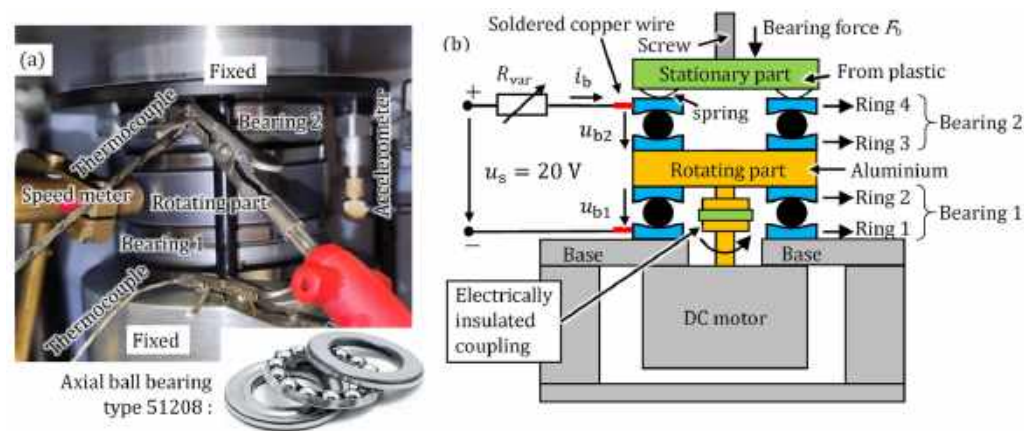 (a)
Fixed
Thermocouple
Bearing 2
Accelerometer
Speed meter
Rotating part
Bearing 1
Thermocouple
Fixed
Axial ball bearing
type 51208 :
(b)
Soldered copper wire
Screw
Bearing force F_b
Stationary part
From plastic
R_var
i_b
+
spring
Ring 4
Bearing 2
u_b2
Ring 3
u_s = 20 V
Rotating part
Aluminium
u_b1
Ring 2
Bearing 1
−
Ring 1
Base
Base
Electrically
insulated
coupling
DC motor